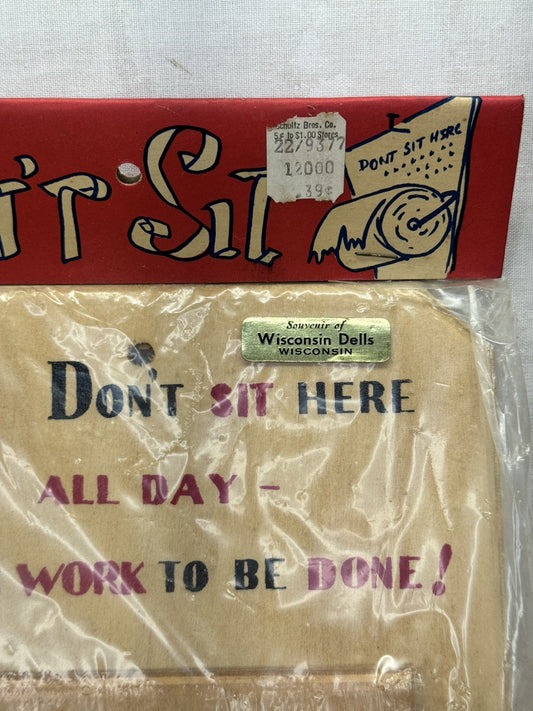 Schultz Bros. Co.
5¢ to $1.00 Stores
22/9377
12000
.39¢
'T SIT
DONT SIT HERE
Souvenir of
Wisconsin Dells
WISCONSIN
DON'T SIT HERE
ALL DAY -
WORK TO BE DONE!